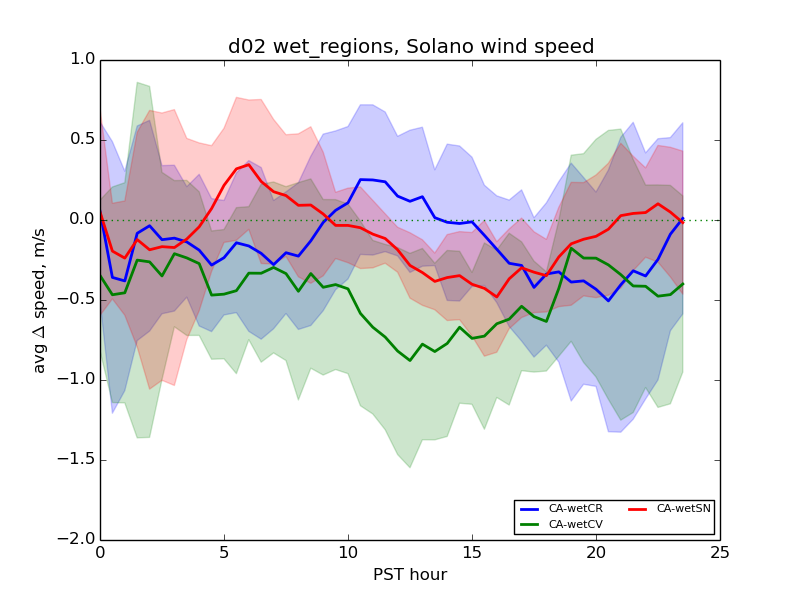 d02 wet_regions, Solano wind speed
1.0
0.5
0.0
−0.5
−1.0
−1.5
−2.0
avg Δ speed, m/s
0 5 10 15 20 25
PST hour
CA-wetCR CA-wetSN
CA-wetCV